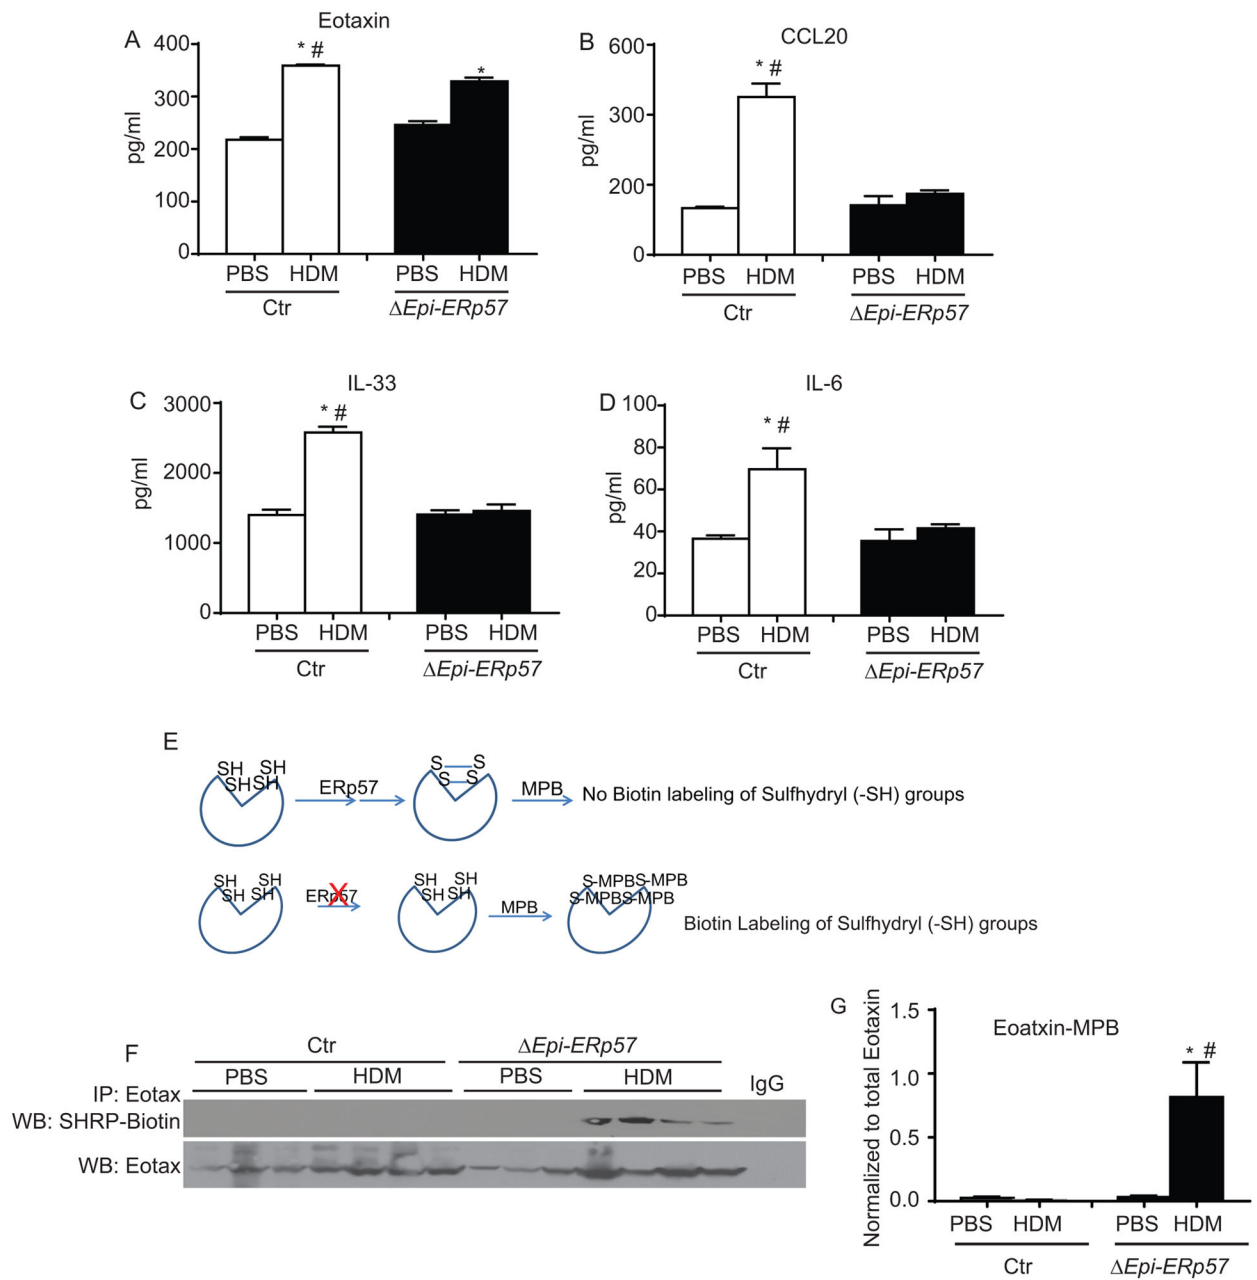 A
Eotaxin
pg/ml
400
300
200
100
0
* #
*
PBS HDM PBS HDM
Ctr ΔEpi-ERp57
B
CCL20
pg/ml
600
300
200
0
* #
PBS HDM PBS HDM
Ctr ΔEpi-ERp57
C
IL-33
pg/ml
3000
2000
1000
0
* #
PBS HDM PBS HDM
Ctr ΔEpi-ERp57
D
IL-6
pg/ml
100
80
60
40
20
0
* #
PBS HDM PBS HDM
Ctr ΔEpi-ERp57
E
SH SH
SH SH
ERp57
S S
S S
MPB
No Biotin labeling of Sulfhydryl (-SH) groups
SH SH
SH SH
ERp57
X
SH SH
SH SH
MPB
S-MPBS-MPB
S-MPBS-MPB
Biotin Labeling of Sulfhydryl (-SH) groups
F
Ctr ΔEpi-ERp57
PBS HDM PBS HDM IgG
IP: Eotax
WB: SHRP-Biotin
WB: Eotax
G
Eoatxin-MPB
Normalized to total Eotaxin
1.5
1.0
0.5
0.0
* #
PBS HDM PBS HDM
Ctr ΔEpi-ERp57